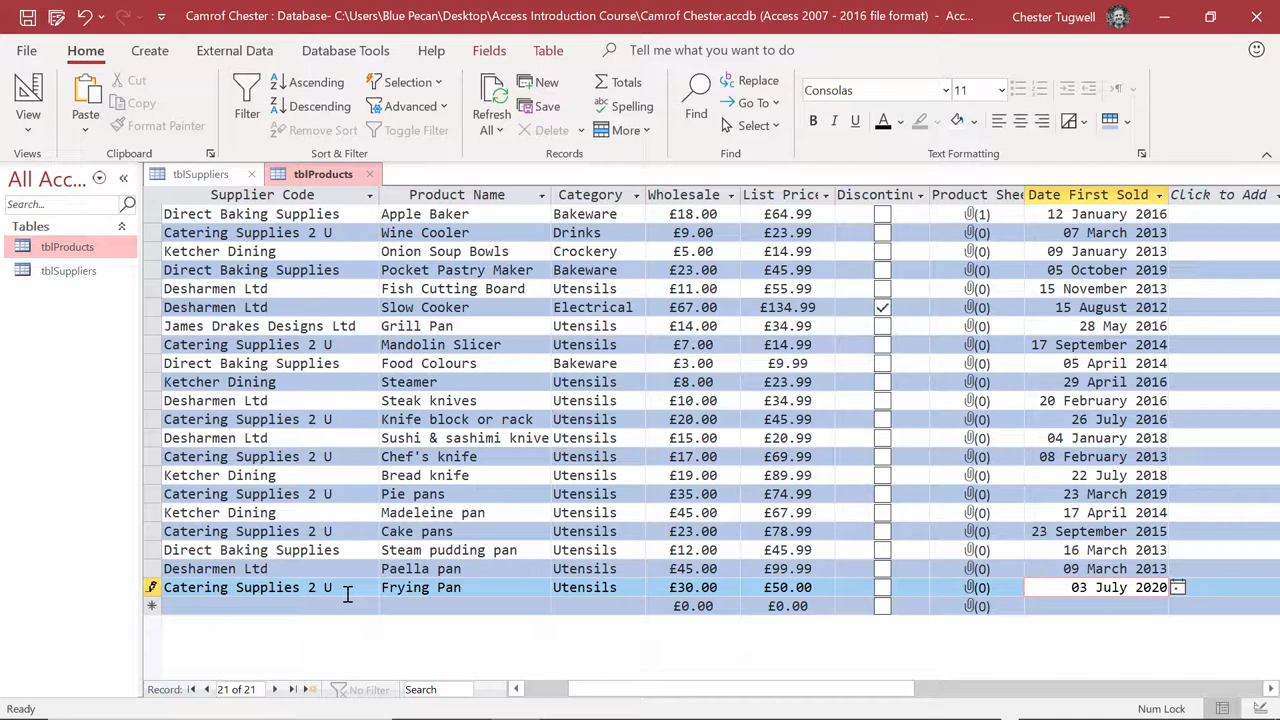 Camrof Chester : Database- C:\Users\Blue Pecan\Desktop\Access Introduction Course\Camrof Chester.accdb (Access 2007 - 2016 file format) - Acc... Chester Tugwell
File Home Create External Data Database Tools Help Fields Table Tell me what you want to do
View Paste Cut Copy Format Painter Filter Ascending Descending Remove Sort Selection Advanced Toggle Filter Refresh All New Save Delete Totals Spelling More Find Replace Go To Select Consolas 11 B I U A
Views Clipboard Sort & Filter Records Find Text Formatting
All Acc... tblSuppliers tblProducts
Search...
Tables
tblProducts
tblSuppliers
Supplier Code Product Name Category Wholesale List Price Discontin Product Shee Date First Sold Click to Add
Direct Baking Supplies Apple Baker Bakeware £18.00 £64.99 (1) 12 January 2016
Catering Supplies 2 U Wine Cooler Drinks £9.00 £23.99 (0) 07 March 2013
Ketcher Dining Onion Soup Bowls Crockery £5.00 £14.99 (0) 09 January 2013
Direct Baking Supplies Pocket Pastry Maker Bakeware £23.00 £45.99 (0) 05 October 2019
Desharmen Ltd Fish Cutting Board Utensils £11.00 £55.99 (0) 15 November 2013
Desharmen Ltd Slow Cooker Electrical £67.00 £134.99 (0) 15 August 2012
James Drakes Designs Ltd Grill Pan Utensils £14.00 £34.99 (0) 28 May 2016
Catering Supplies 2 U Mandolin Slicer Utensils £7.00 £14.99 (0) 17 September 2014
Direct Baking Supplies Food Colours Bakeware £3.00 £9.99 (0) 05 April 2014
Ketcher Dining Steamer Utensils £8.00 £23.99 (0) 29 April 2016
Desharmen Ltd Steak knives Utensils £10.00 £34.99 (0) 20 February 2016
Catering Supplies 2 U Knife block or rack Utensils £20.00 £45.99 (0) 26 July 2016
Desharmen Ltd Sushi & sashimi knive Utensils £15.00 £20.99 (0) 04 January 2018
Catering Supplies 2 U Chef's knife Utensils £17.00 £69.99 (0) 08 February 2013
Ketcher Dining Bread knife Utensils £19.00 £89.99 (0) 22 July 2018
Catering Supplies 2 U Pie pans Utensils £35.00 £74.99 (0) 23 March 2019
Ketcher Dining Madeleine pan Utensils £45.00 £67.99 (0) 17 April 2014
Catering Supplies 2 U Cake pans Utensils £23.00 £78.99 (0) 23 September 2015
Direct Baking Supplies Steam pudding pan Utensils £12.00 £45.99 (0) 16 March 2013
Desharmen Ltd Paella pan Utensils £45.00 £99.99 (0) 09 March 2013
Catering Supplies 2 U Frying Pan Utensils £30.00 £50.00 (0) 03 July 2020
£0.00 £0.00 (0)
Record: 21 of 21 No Filter Search
Ready Num Lock